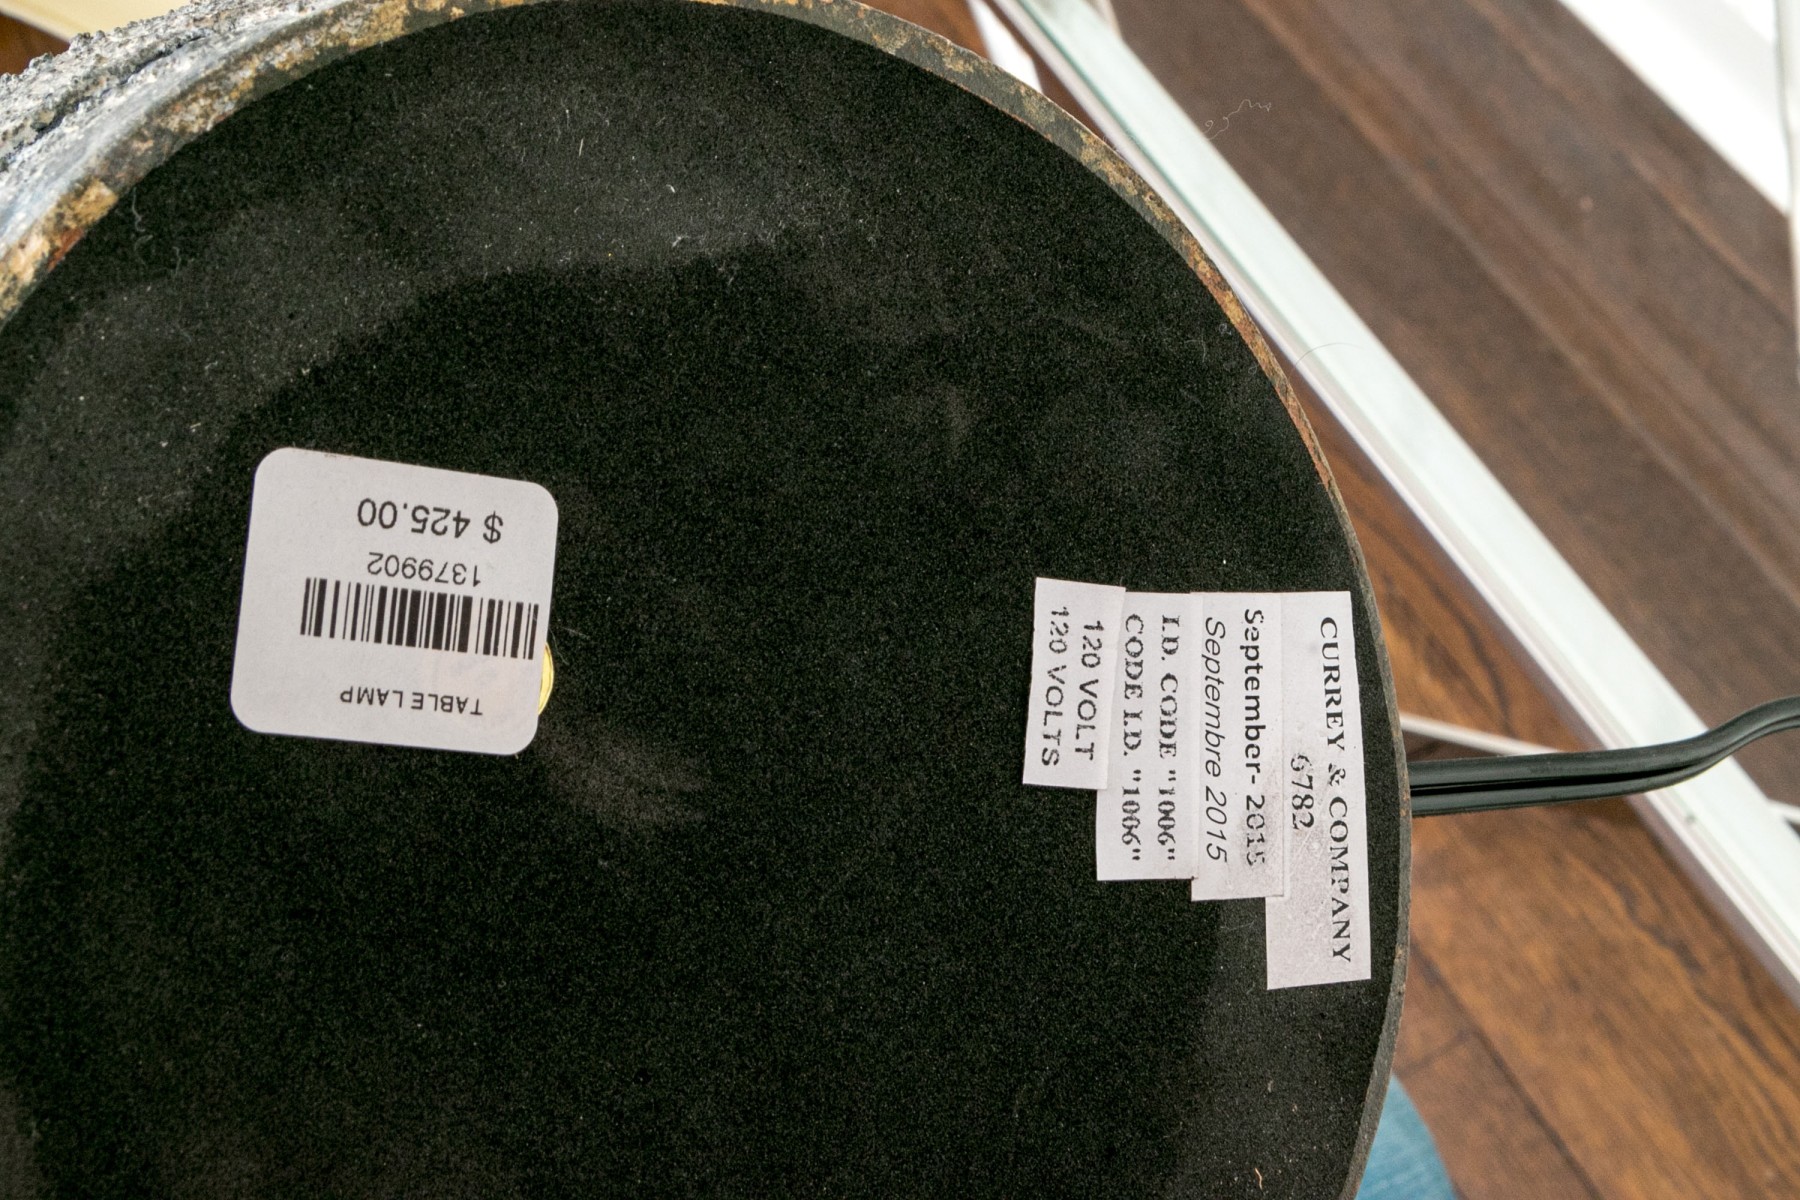 $ 425.00
1379902
TABLE LAMP
CURREY & COMPANY
6782
September- 2015
Septembre 2015
I.D. CODE "1006"
CODE I.D. "1006"
120 VOLT
120 VOLTS